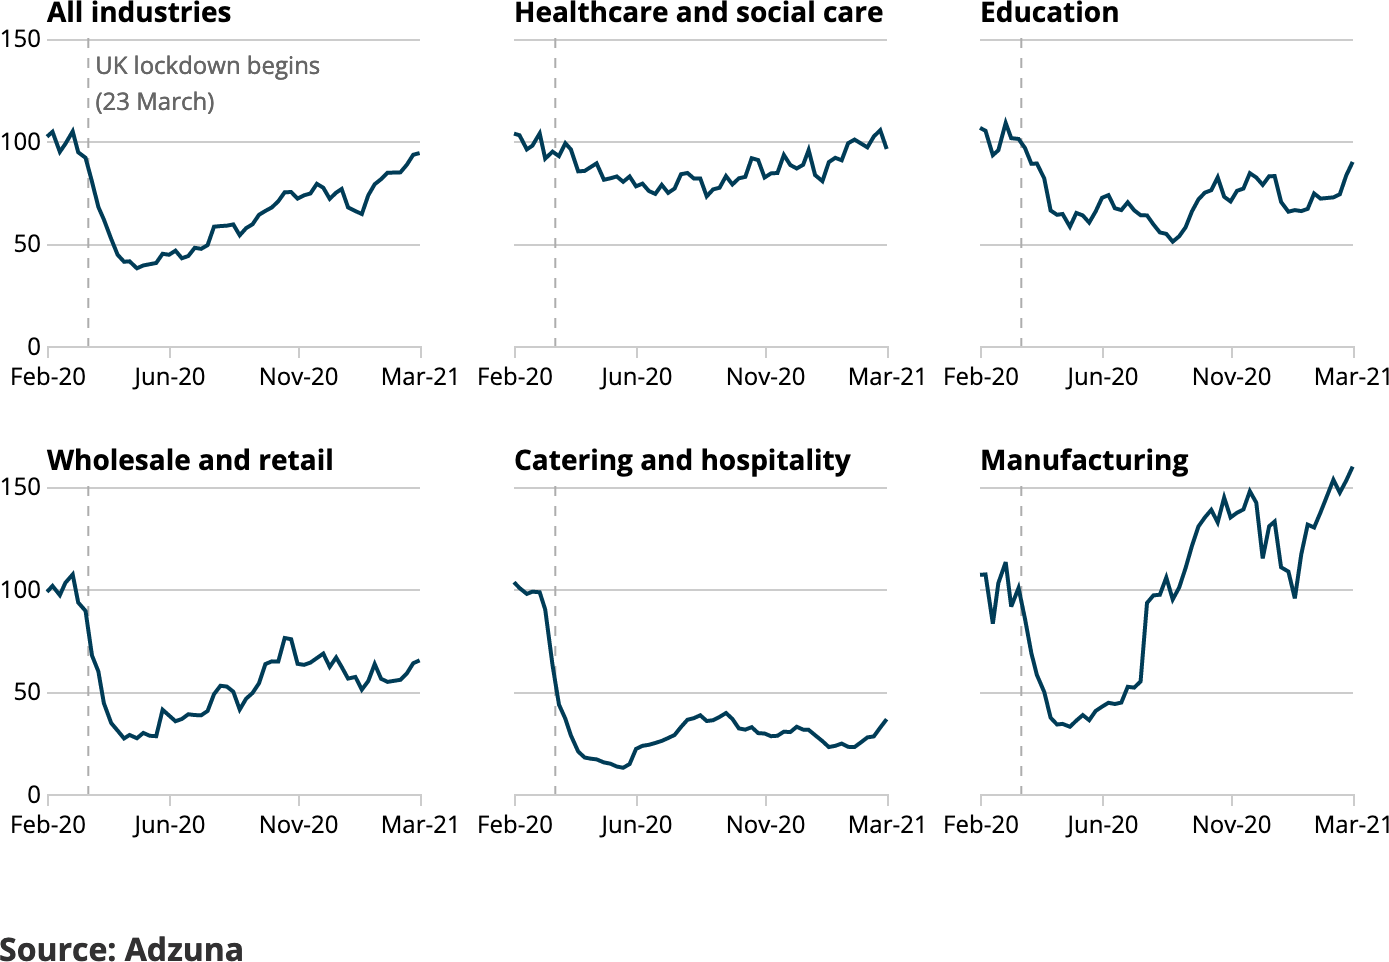 All industries
Healthcare and social care
Education
150
UK lockdown begins
(23 March)
100
50
0
Feb-20 Jun-20 Nov-20 Mar-21
Feb-20 Jun-20 Nov-20 Mar-21
Feb-20 Jun-20 Nov-20 Mar-21
Wholesale and retail
Catering and hospitality
Manufacturing
150
100
50
0
Feb-20 Jun-20 Nov-20 Mar-21
Feb-20 Jun-20 Nov-20 Mar-21
Feb-20 Jun-20 Nov-20 Mar-21
Source: Adzuna